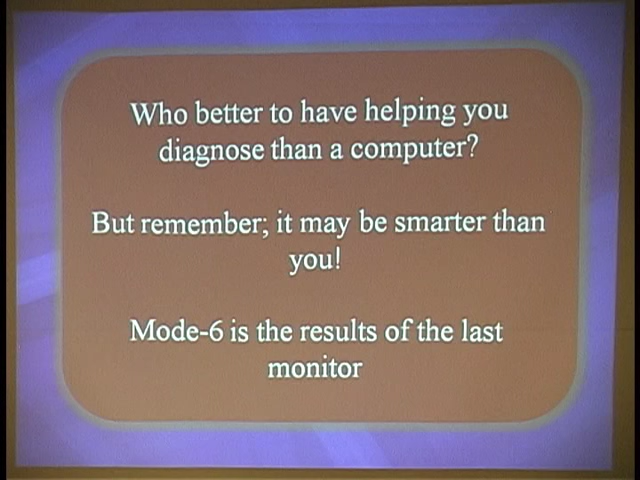 Who better to have helping you
diagnose than a computer?
But remember; it may be smarter than
you!
Mode-6 is the results of the last
monitor